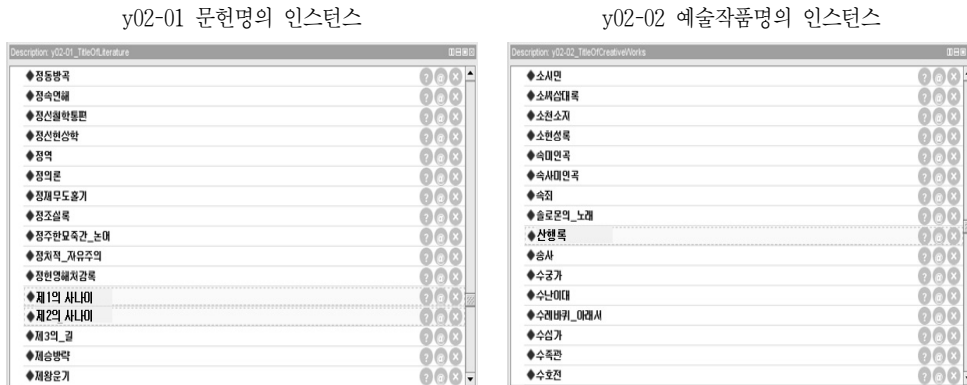 y02-01 문헌명의 인스턴스
y02-02 예술작품명의 인스턴스
Description: y02-01_TitleOfLiterature
정동방곡
정속언해
정신철학통편
정신현상학
정역
정의론
정재무도홀기
정조실록
정주한묘죽간_논어
정치적_자유주의
정현영해처감록
제1의 사나이
제2의 사나이
제3의_길
제승방략
제왕운기
Description: y02-02_TitleOfCreativeWorks
소시민
소씨삼대록
소천소지
소현성록
속미인곡
속사미인곡
속죄
솔로몬의_노래
산행록
송사
수궁가
수난이대
수레바퀴_아래서
수심가
수족관
수호전